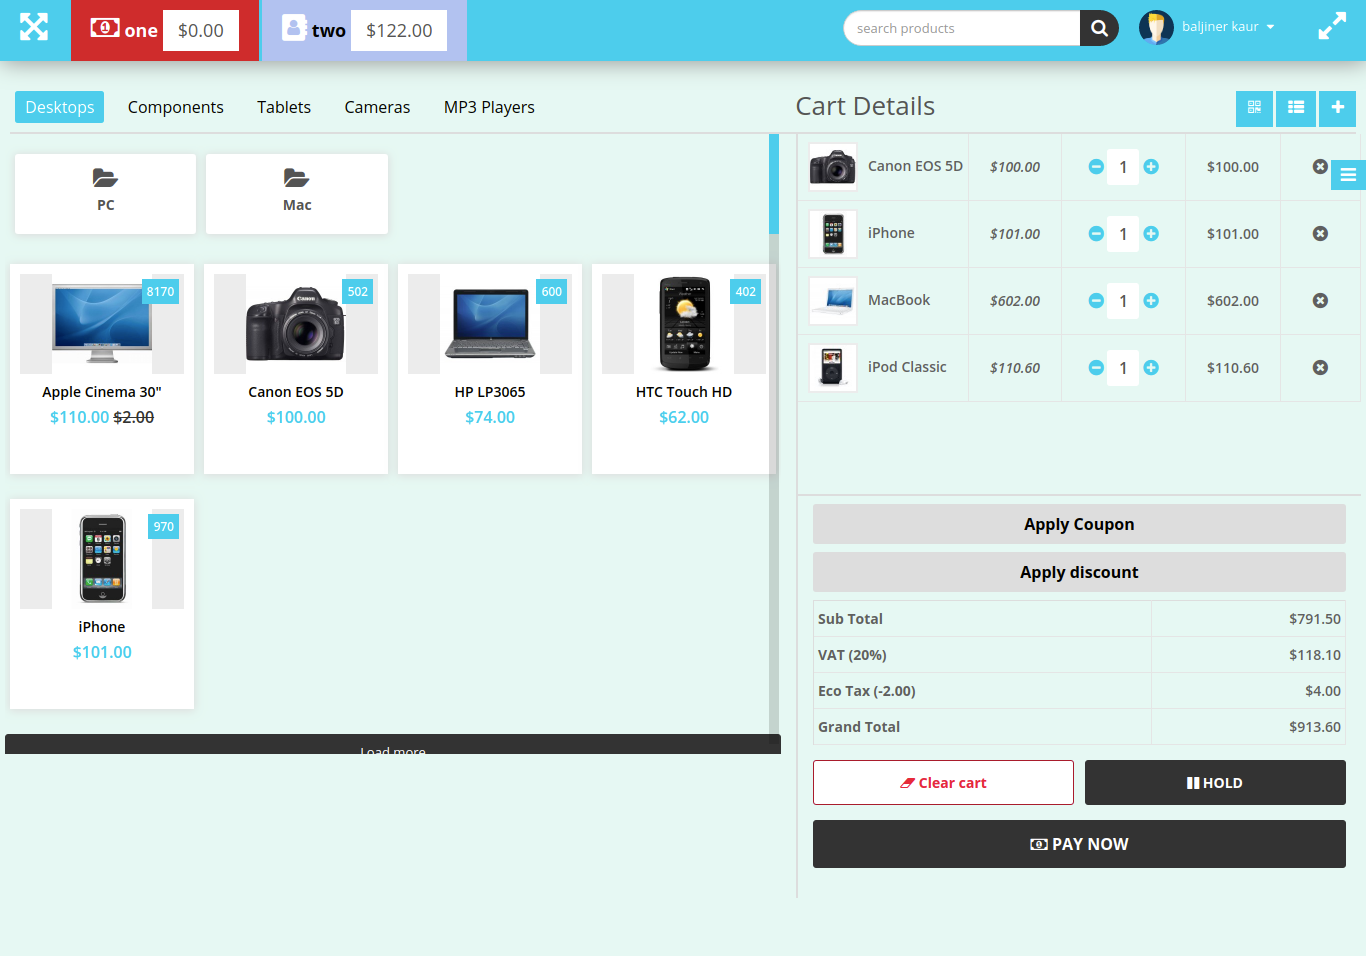 one $0.00 two $122.00 search products baljiner kaur
Desktops Components Tablets Cameras MP3 Players
Cart Details
PC Mac
8170 502 600 402
Apple Cinema 30" Canon EOS 5D HP LP3065 HTC Touch HD
$110.00 $2.00 $100.00 $74.00 $62.00
970
iPhone
$101.00
Load more
Canon EOS 5D $100.00 1 $100.00
iPhone $101.00 1 $101.00
MacBook $602.00 1 $602.00
iPod Classic $110.60 1 $110.60
Apply Coupon
Apply discount
Sub Total $791.50
VAT (20%) $118.10
Eco Tax (-2.00) $4.00
Grand Total $913.60
Clear cart HOLD
PAY NOW